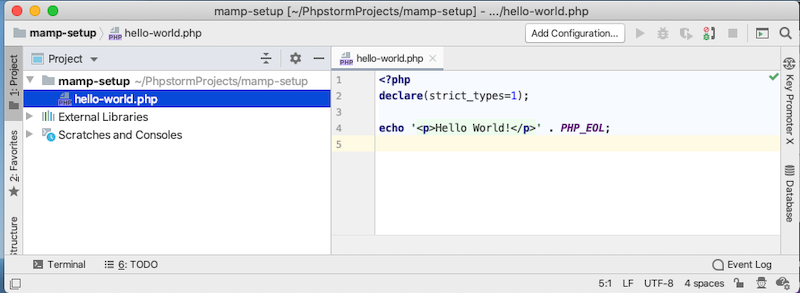 mamp-setup [~/PhpstormProjects/mamp-setup] - .../hello-world.php
mamp-setup hello-world.php Add Configuration...
1: Project
Project
mamp-setup ~/PhpstormProjects/mamp-setup
hello-world.php
External Libraries
Scratches and Consoles
2: Favorites
Structure
hello-world.php
1 <?php
2 declare(strict_types=1);
3
4 echo '<p>Hello World!</p>' . PHP_EOL;
5
Key Promoter X
Database
Terminal 6: TODO Event Log
5:1 LF UTF-8 4 spaces